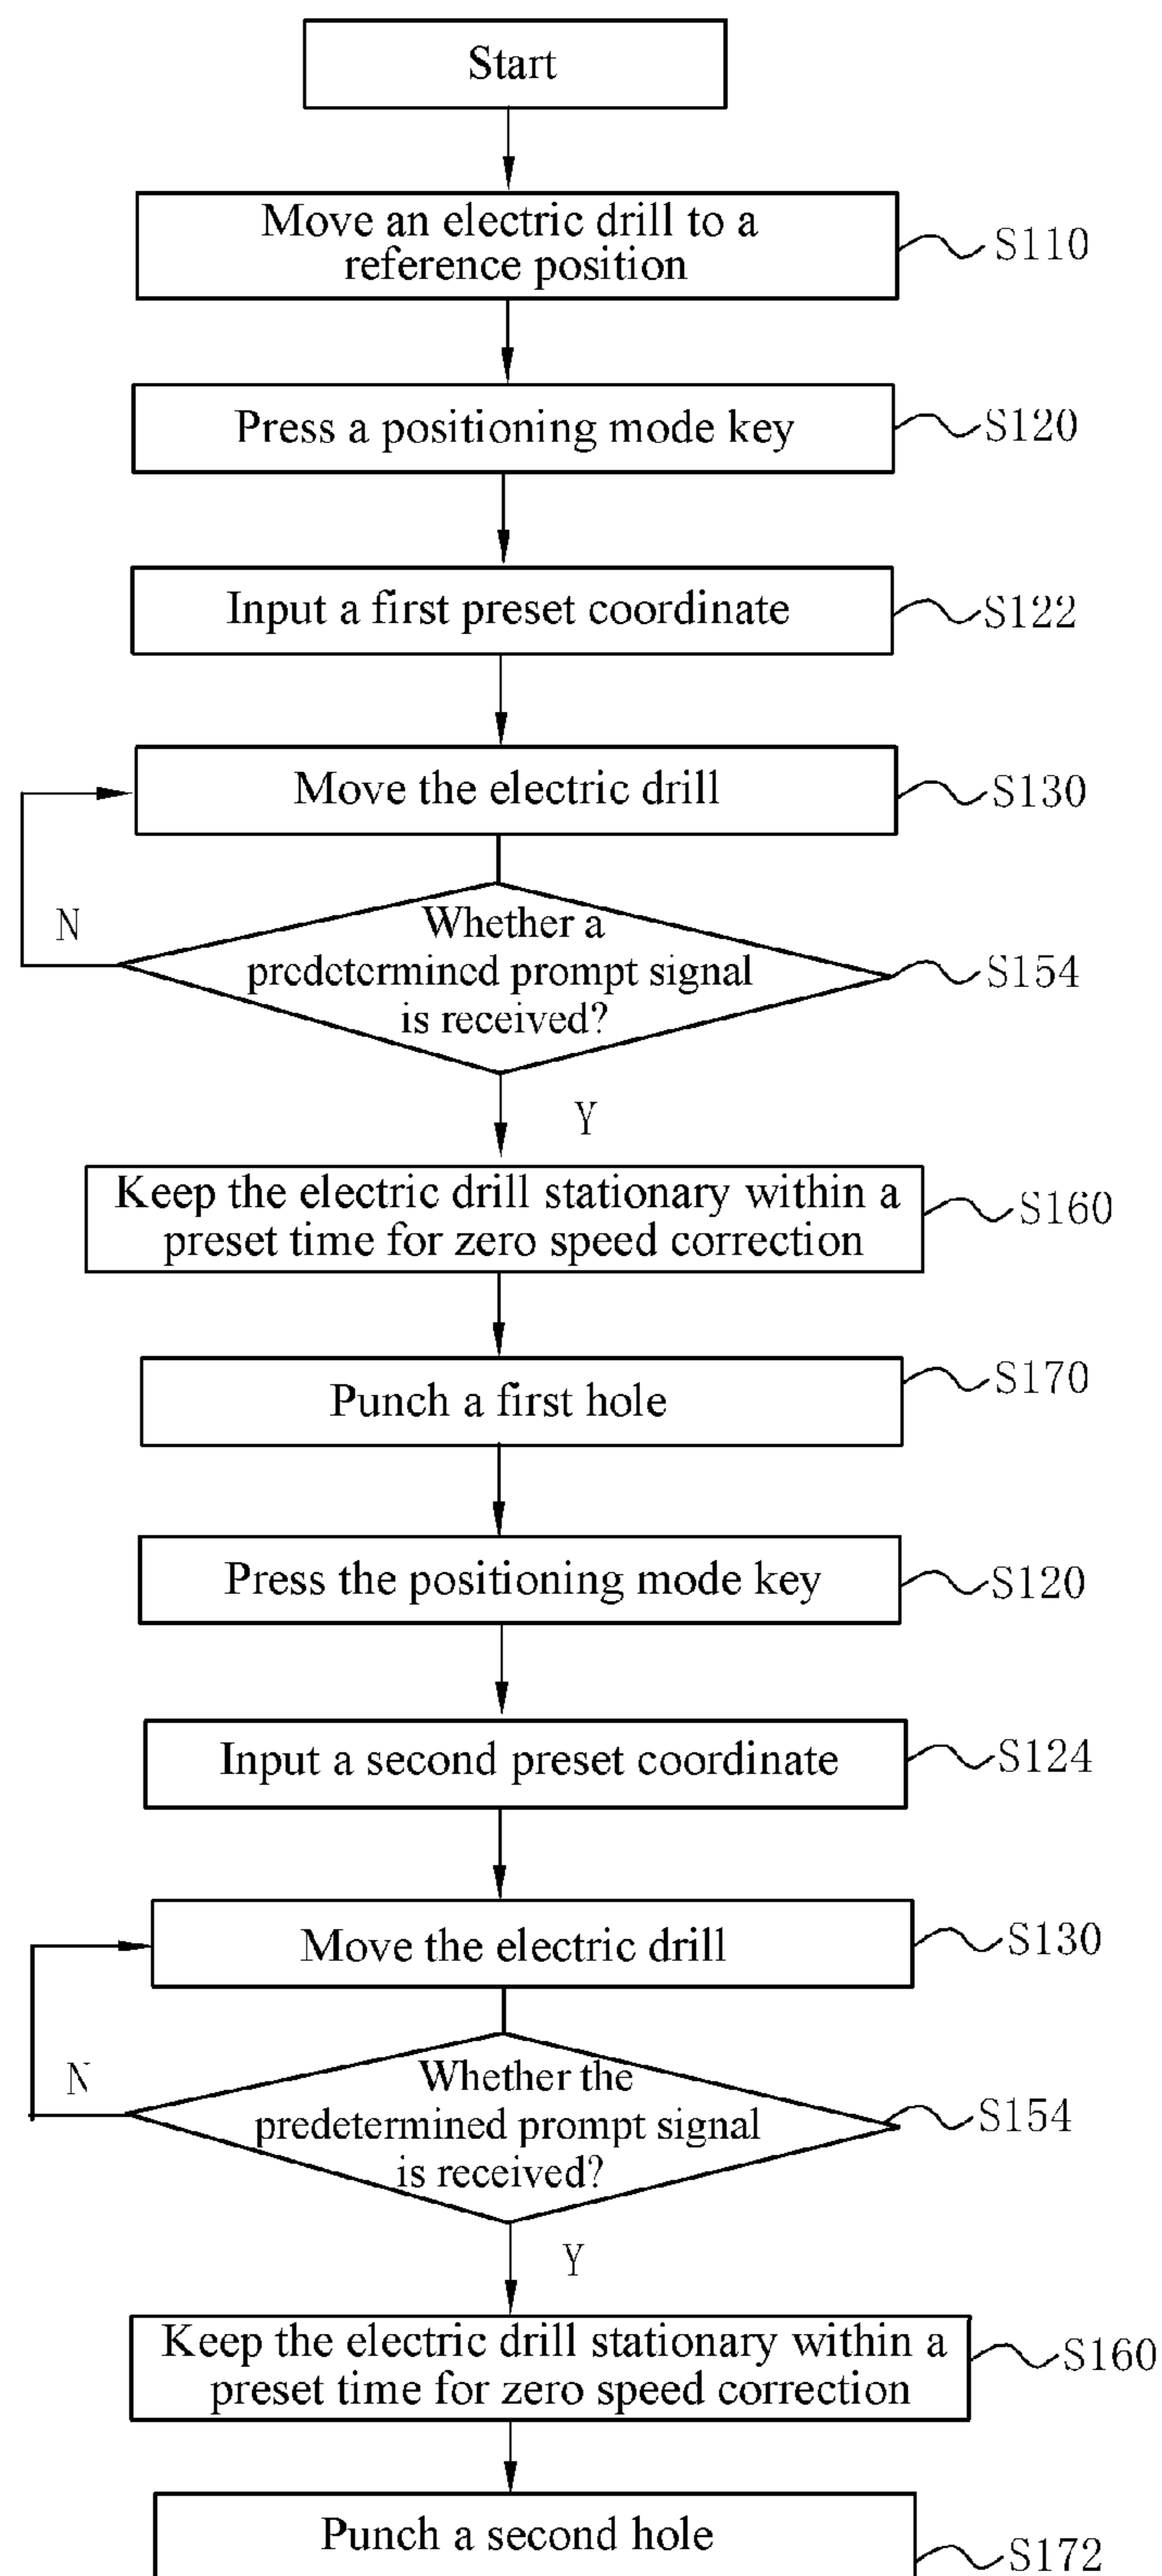 Start
Move an electric drill to a
reference position
S110
Press a positioning mode key
S120
Input a first preset coordinate
S122
Move the electric drill
S130
N
Whether a
predetermined prompt signal
is received?
S154
Y
Keep the electric drill stationary within a
preset time for zero speed correction
S160
Punch a first hole
S170
Press the positioning mode key
S120
Input a second preset coordinate
S124
Move the electric drill
S130
N
Whether the
predetermined prompt signal
is received?
S154
Y
Keep the electric drill stationary within a
preset time for zero speed correction
S160
Punch a second hole
S172